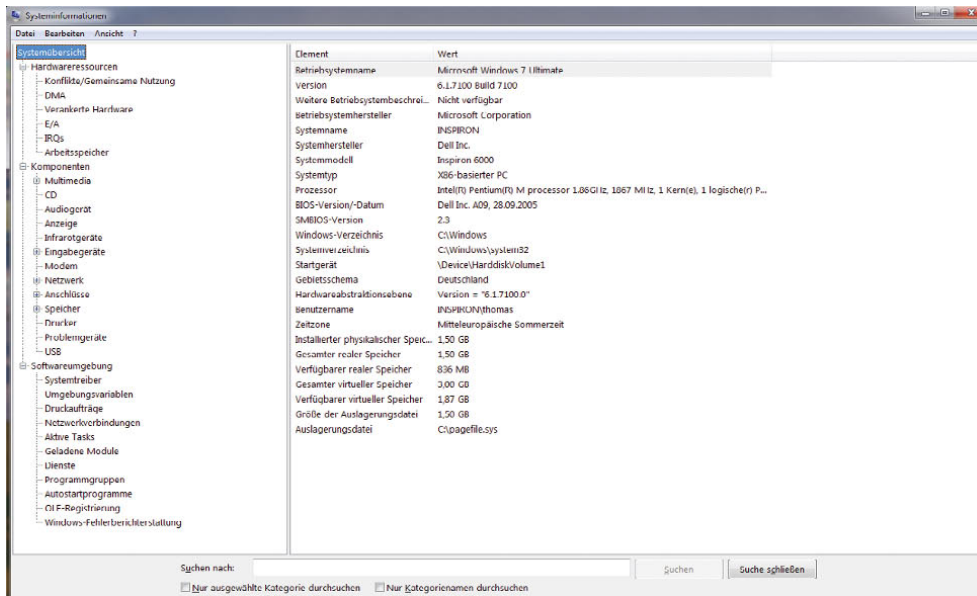 Systeminformationen
Datei Bearbeiten Ansicht ?
Systemübersicht
Hardwareressourcen
Konflikte/Gemeinsame Nutzung
DMA
Verankerte Hardware
E/A
IRQs
Arbeitsspeicher
Komponenten
Multimedia
CD
Audiogerät
Anzeige
Infrarotgeräte
Eingabegeräte
Modem
Netzwerk
Anschlüsse
Speicher
Drucker
Problemgeräte
USB
Softwareumgebung
Systemtreiber
Umgebungsvariablen
Druckaufträge
Netzwerkverbindungen
Aktive Tasks
Geladene Module
Dienste
Programmgruppen
Autostartprogramme
OLE-Registrierung
Windows-Fehlerberichterstattung
Element Wert
Betriebsystemname Microsoft Windows 7 Ultimate
Version 6.1.7100 Build 7100
Weitere Betriebsystembeschrei... Nicht verfügbar
Betriebsystemhersteller Microsoft Corporation
Systemname INSPIRON
Systemhersteller Dell Inc.
Systemmodell Inspiron 6000
Systemtyp X86-basierter PC
Prozessor Intel(R) Pentium(R) M processor 1.86GHz, 1867 MHz, 1 Kern(e), 1 logische(r) P...
BIOS-Version/-Datum Dell Inc. A09, 28.09.2005
SMBIOS-Version 2.3
Windows-Verzeichnis C:\Windows
Systemverzeichnis C:\Windows\system32
Startgerät \Device\HarddiskVolume1
Gebietsschema Deutschland
Hardwareabstraktionsebene Version = "6.1.7100.0"
Benutzername INSPIRON\thomas
Zeitzone Mitteleuropäische Sommerzeit
Installierter physikalischer Speic... 1,50 GB
Gesamter realer Speicher 1,50 GB
Verfügbarer realer Speicher 836 MB
Gesamter virtueller Speicher 3,00 GB
Verfügbarer virtueller Speicher 1,87 GB
Größe der Auslagerungsdatei 1,50 GB
Auslagerungsdatei C:\pagefile.sys
Suchen nach: Suchen Suche schließen
Nur ausgewählte Kategorie durchsuchen Nur Kategorienamen durchsuchen